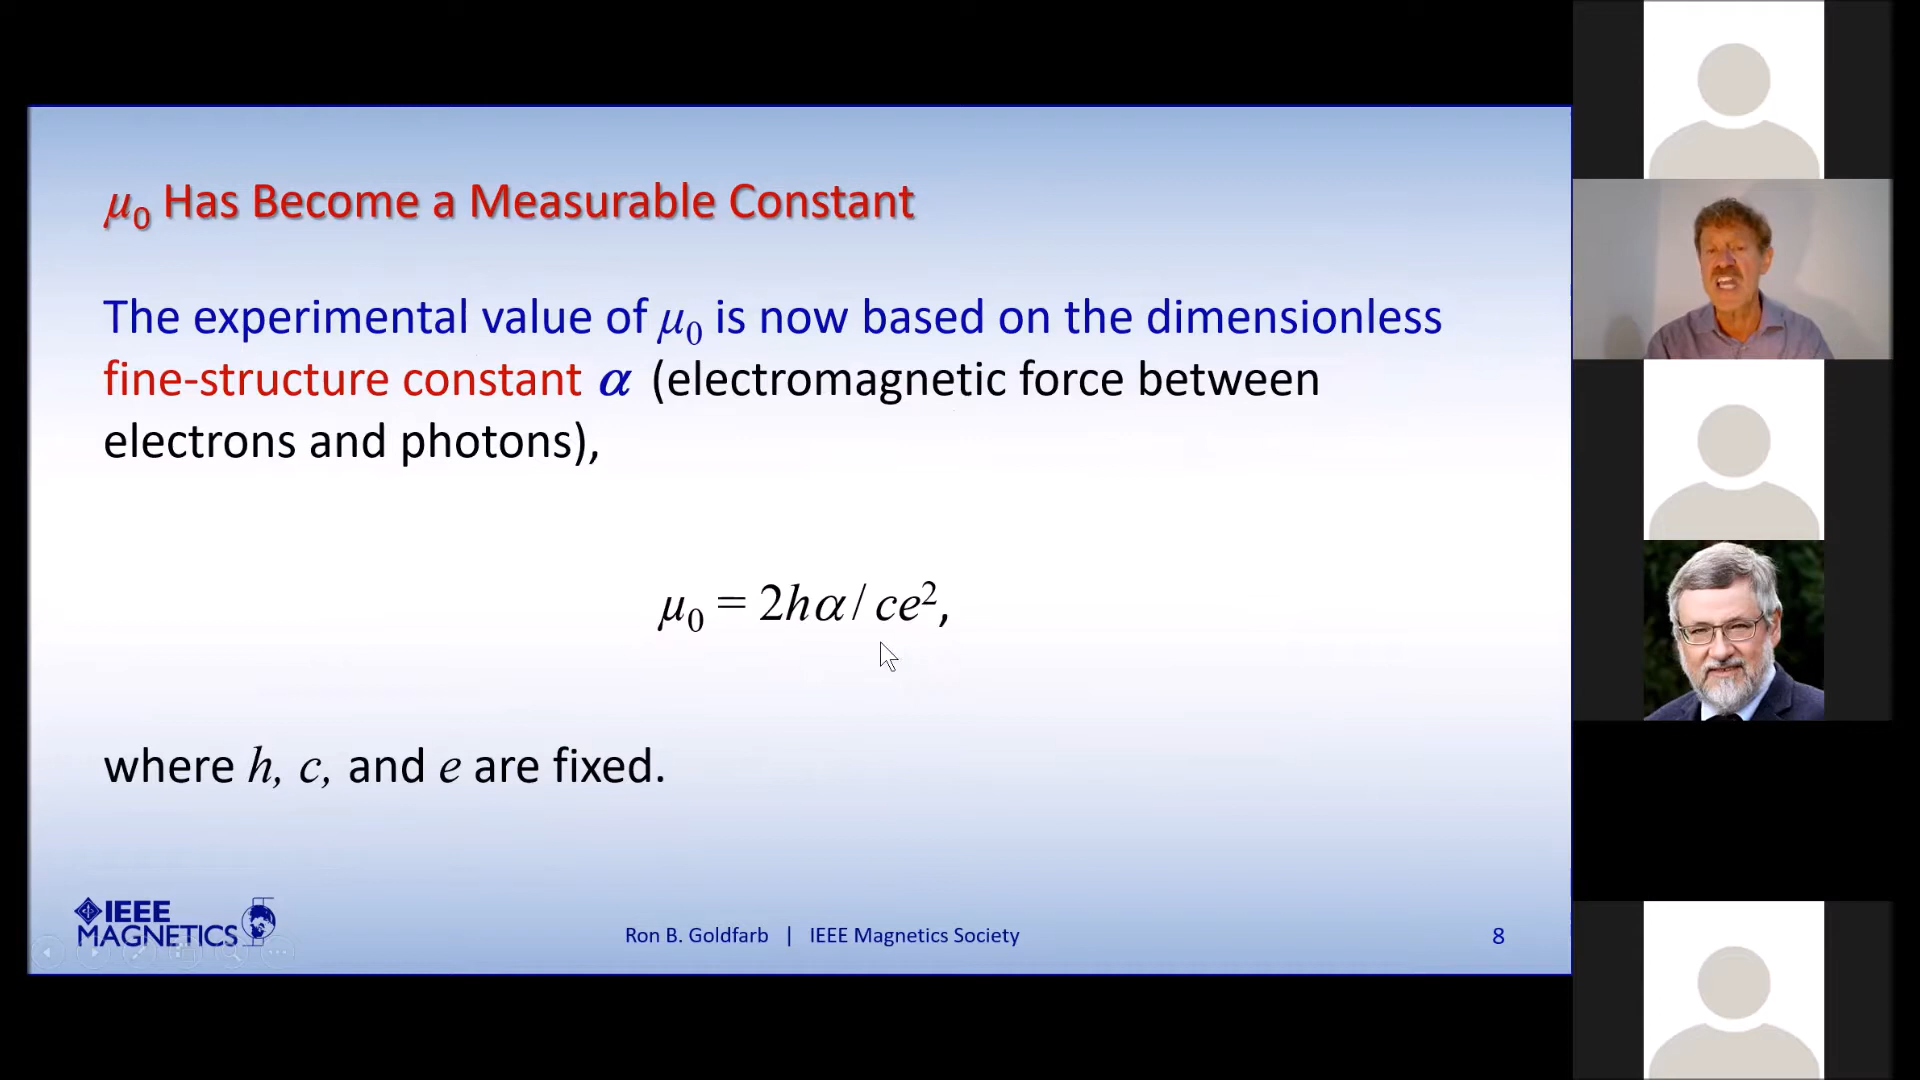 μ₀ Has Become a Measurable Constant
The experimental value of μ₀ is now based on the dimensionless
fine-structure constant α (electromagnetic force between
electrons and photons),
μ₀ = 2hα / ce²,
where h, c, and e are fixed.
IEEE
MAGNETICS
Ron B. Goldfarb | IEEE Magnetics Society
8